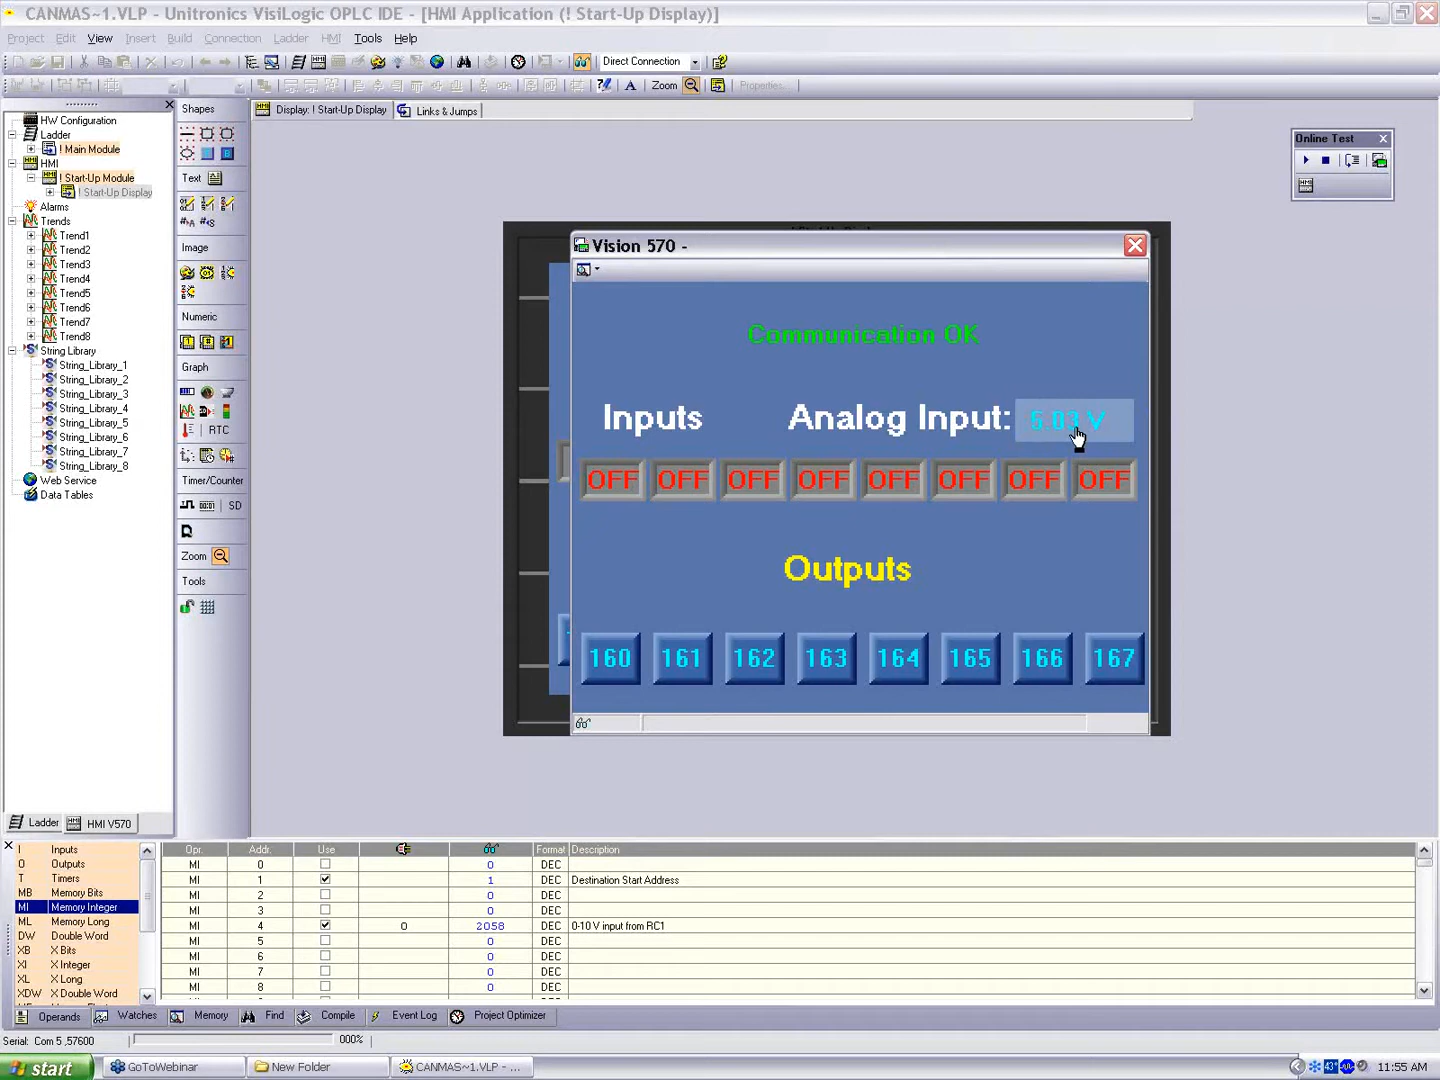 CANMAS~1.VLP - Unitronics VisiLogic OPLC IDE - [HMI Application (! Start-Up Display)]
Project Edit View Insert Build Connection Ladder HMI Tools Help
Direct Connection
Zoom Properties...
HW Configuration
Ladder
! Main Module
HMI
! Start-Up Module
! Start-Up Display
Alarms
Trends
Trend1
Trend2
Trend3
Trend4
Trend5
Trend6
Trend7
Trend8
String Library
String_Library_1
String_Library_2
String_Library_3
String_Library_4
String_Library_5
String_Library_6
String_Library_7
String_Library_8
Web Service
Data Tables
Ladder HMI V570
Shapes
Text
Image
Numeric
Graph
RTC
Timer/Counter
SD
Zoom
Tools
Display: ! Start-Up Display Links & Jumps
Online Test
Vision 570 -
Communication OK
Inputs Analog Input: 5.03 V
OFF OFF OFF OFF OFF OFF OFF OFF
Outputs
160 161 162 163 164 165 166 167
I Inputs
O Outputs
T Timers
MB Memory Bits
MI Memory Integer
ML Memory Long
DW Double Word
XB X Bits
XI X Integer
XL X Long
XDW X Double Word
Opr. Addr. Use Format Description
MI 0 0 DEC
MI 1 1 DEC Destination Start Address
MI 2 0 DEC
MI 3 0 DEC
MI 4 0 2058 DEC 0-10 V input from RC1
MI 5 0 DEC
MI 6 0 DEC
MI 7 0 DEC
MI 8 0 DEC
Operands Watches Memory Find Compile Event Log Project Optimizer
Serial: Com 5 ,57600 000%
start GoToWebinar New Folder CANMAS~1.VLP - ... 43° 11:55 AM